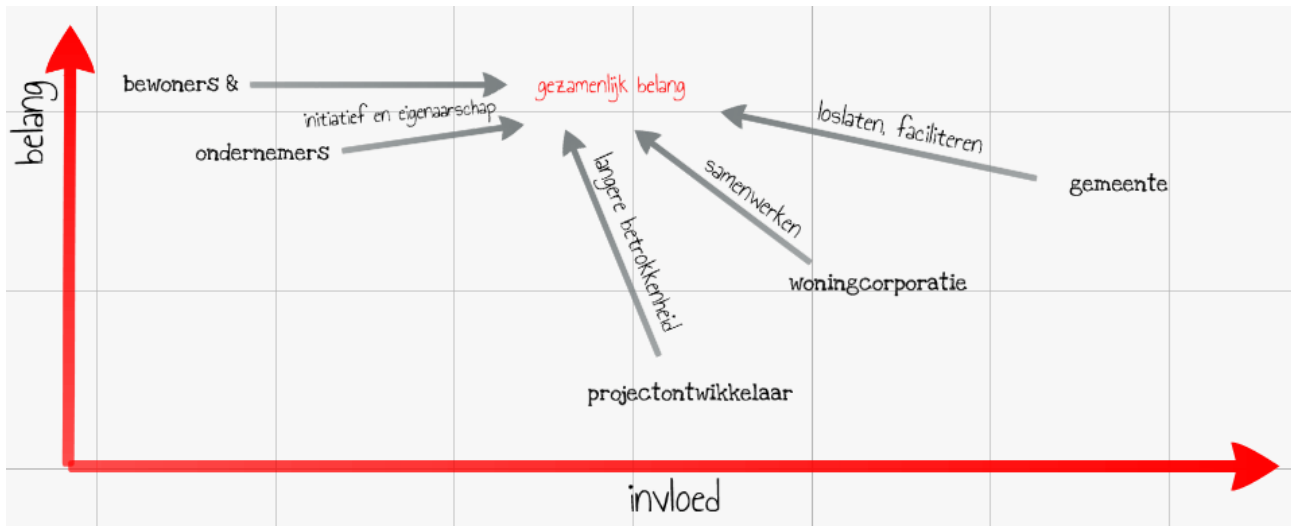 belang
bewoners &
gezamenlijk belang
initiatief en eigenaarschap
ondernemers
loslaten, faciliteren
langere betrokkenheid
samenwerken
gemeente
woningcorporatie
projectontwikkelaar
invloed